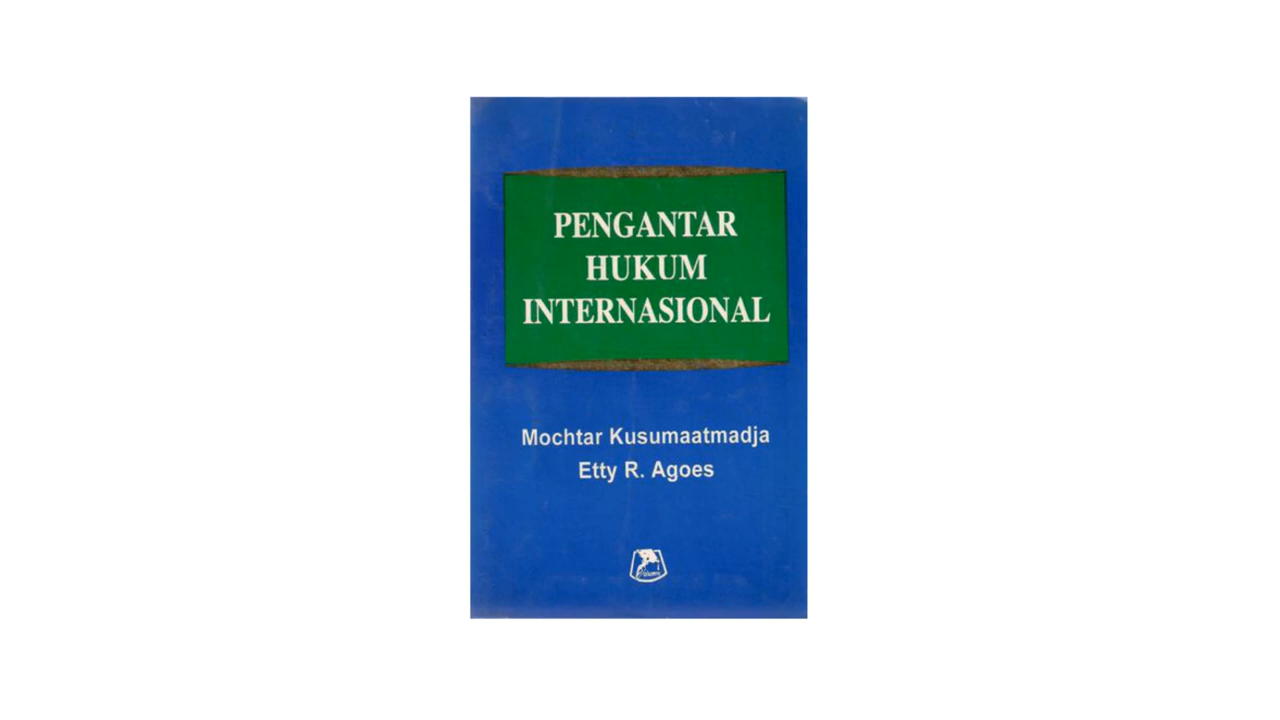 PENGANTAR
HUKUM
INTERNASIONAL
Mochtar Kusumaatmadja
Etty R. Agoes